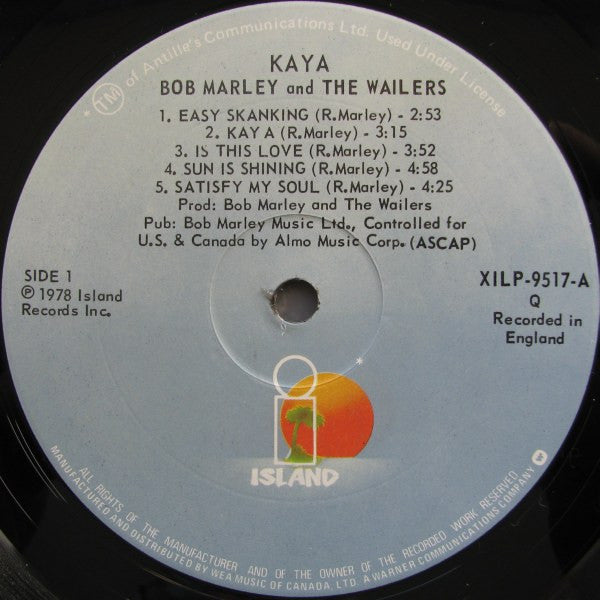 * TM of Antille's Communications Ltd. Used Under License
KAYA
BOB MARLEY and THE WAILERS
1. EASY SKANKING (R.Marley) - 2:53
2. KAYA (R.Marley) - 3:15
3. IS THIS LOVE (R.Marley) - 3:52
4. SUN IS SHINING (R.Marley) - 4:58
5. SATISFY MY SOUL (R.Marley) - 4:25
Prod: Bob Marley and The Wailers
Pub: Bob Marley Music Ltd., Controlled for
U.S. & Canada by Almo Music Corp. (ASCAP)
SIDE 1
℗ 1978 Island
Records Inc.
XILP-9517-A
Q
Recorded in
England
*
i
ISLAND
ALL RIGHTS OF THE MANUFACTURER AND OF THE OWNER OF THE RECORDED WORK RESERVED
MANUFACTURED AND DISTRIBUTED BY WEA MUSIC OF CANADA, LTD. A WARNER COMMUNICATIONS COMPANY